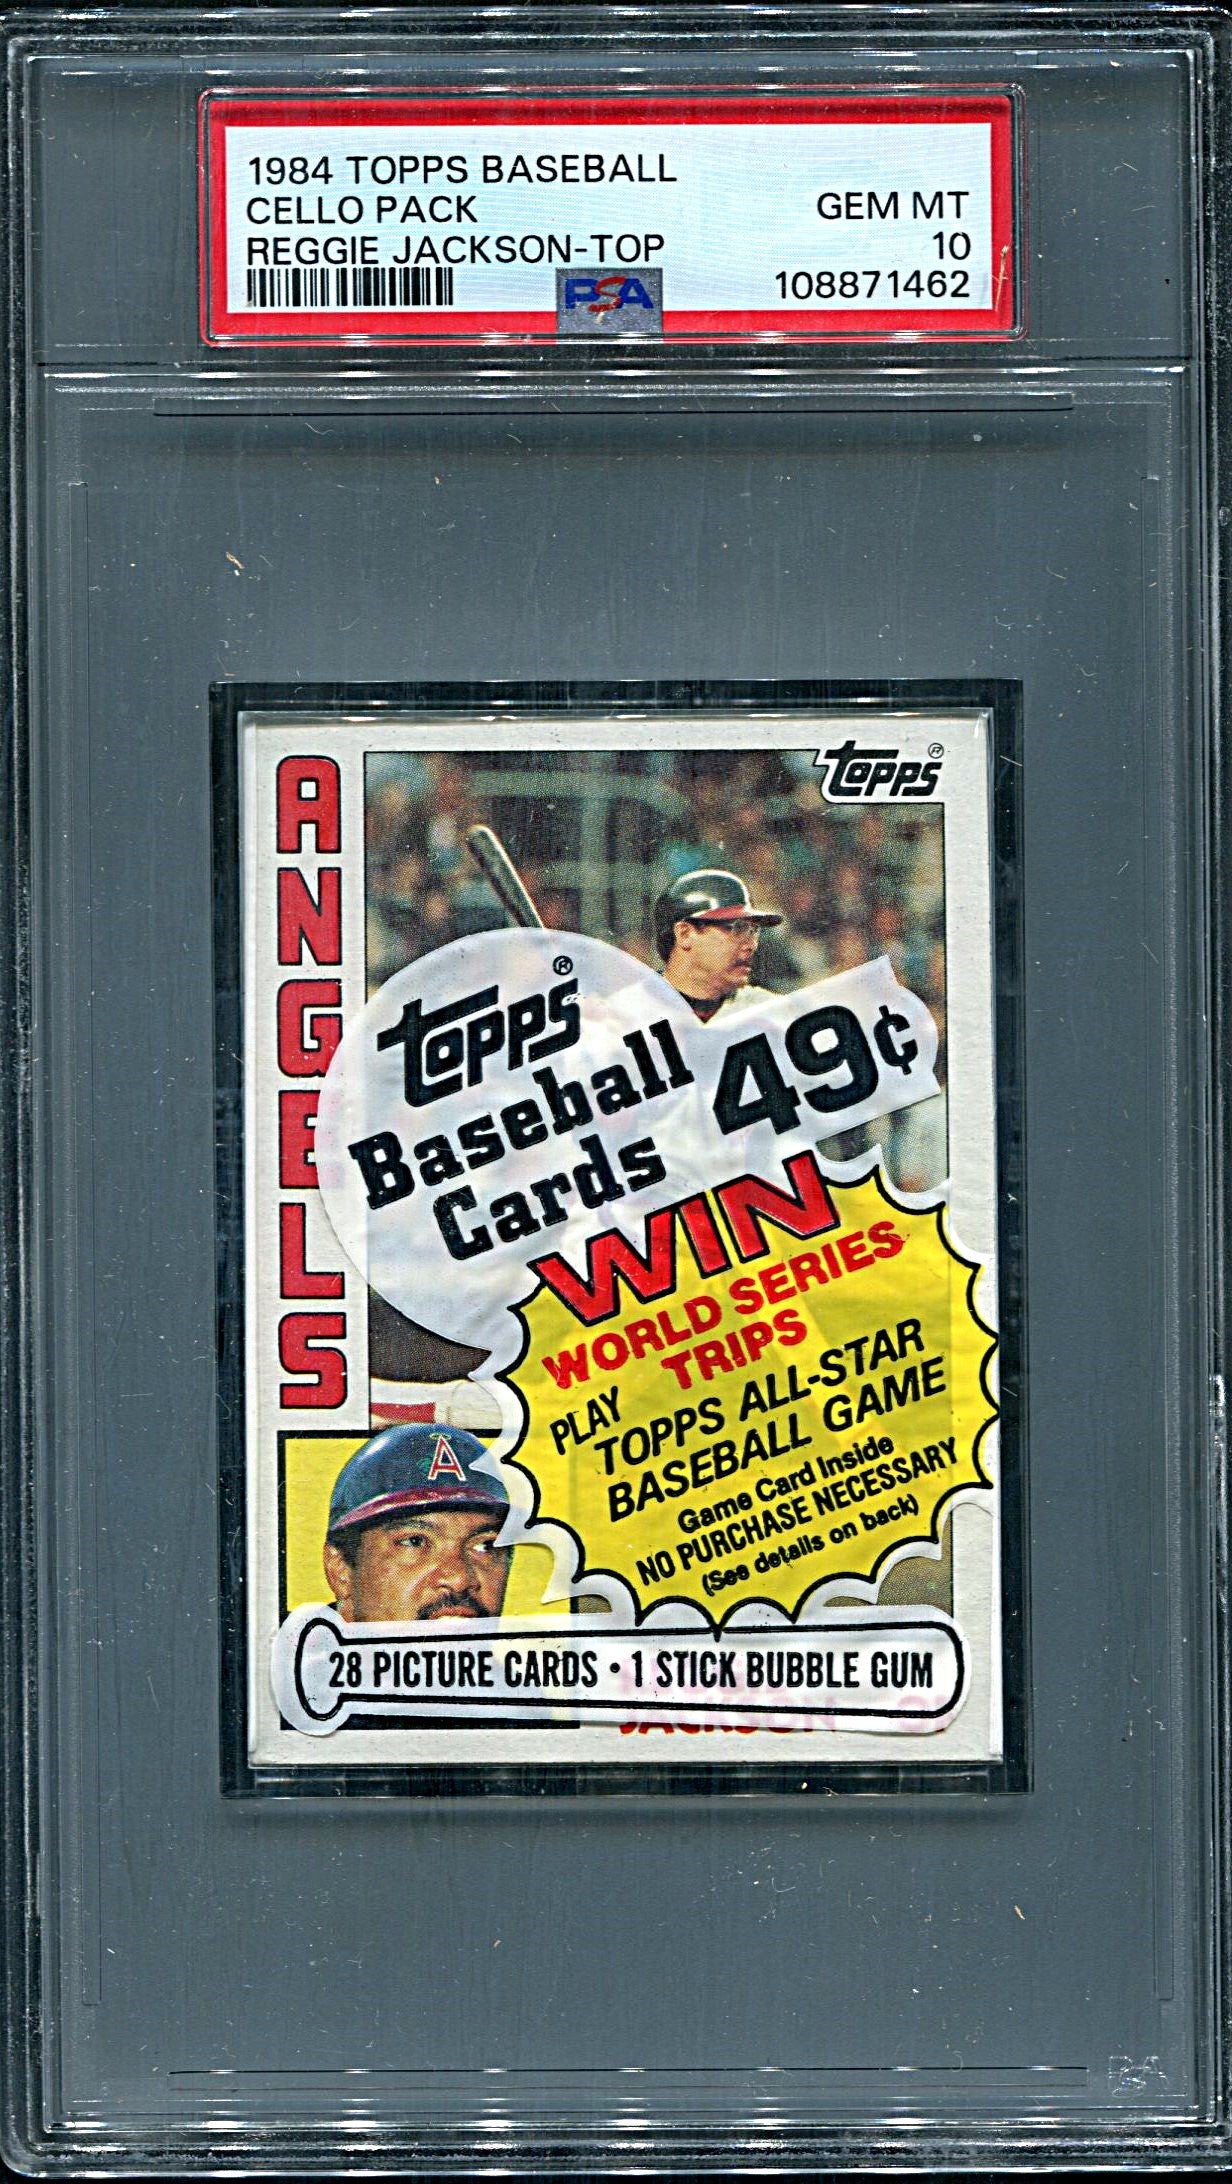 1984 TOPPS BASEBALL
CELLO PACK
GEM MT
REGGIE JACKSON-TOP
10
PSA
108871462
topps®
ANGELS
A
topps®
Baseball
Cards
49¢
WIN
WORLD SERIES
TRIPS
PLAY
TOPPS ALL-STAR
BASEBALL GAME
Game Card Inside
NO PURCHASE NECESSARY
(See details on back)
28 PICTURE CARDS • 1 STICK BUBBLE GUM
JACKSON
PSA